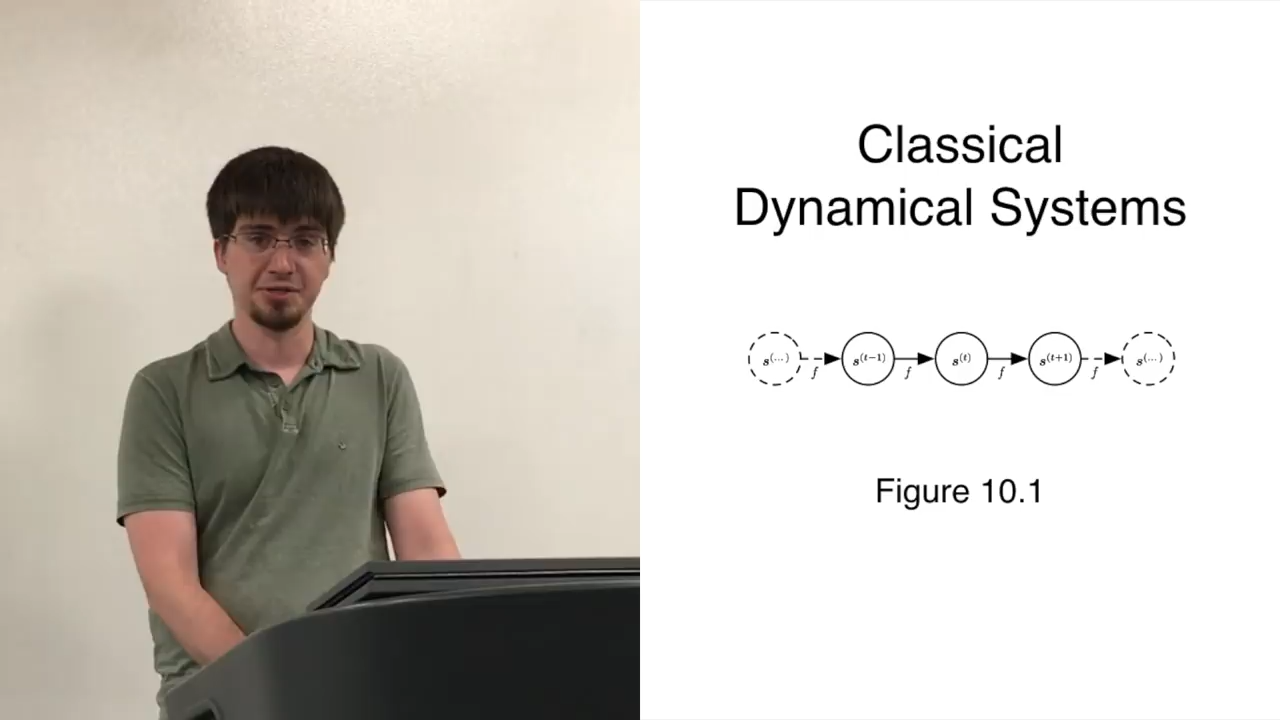 Classical
Dynamical Systems
s(...) f s(t−1) f s(t) f s(t+1) f s(...)
Figure 10.1